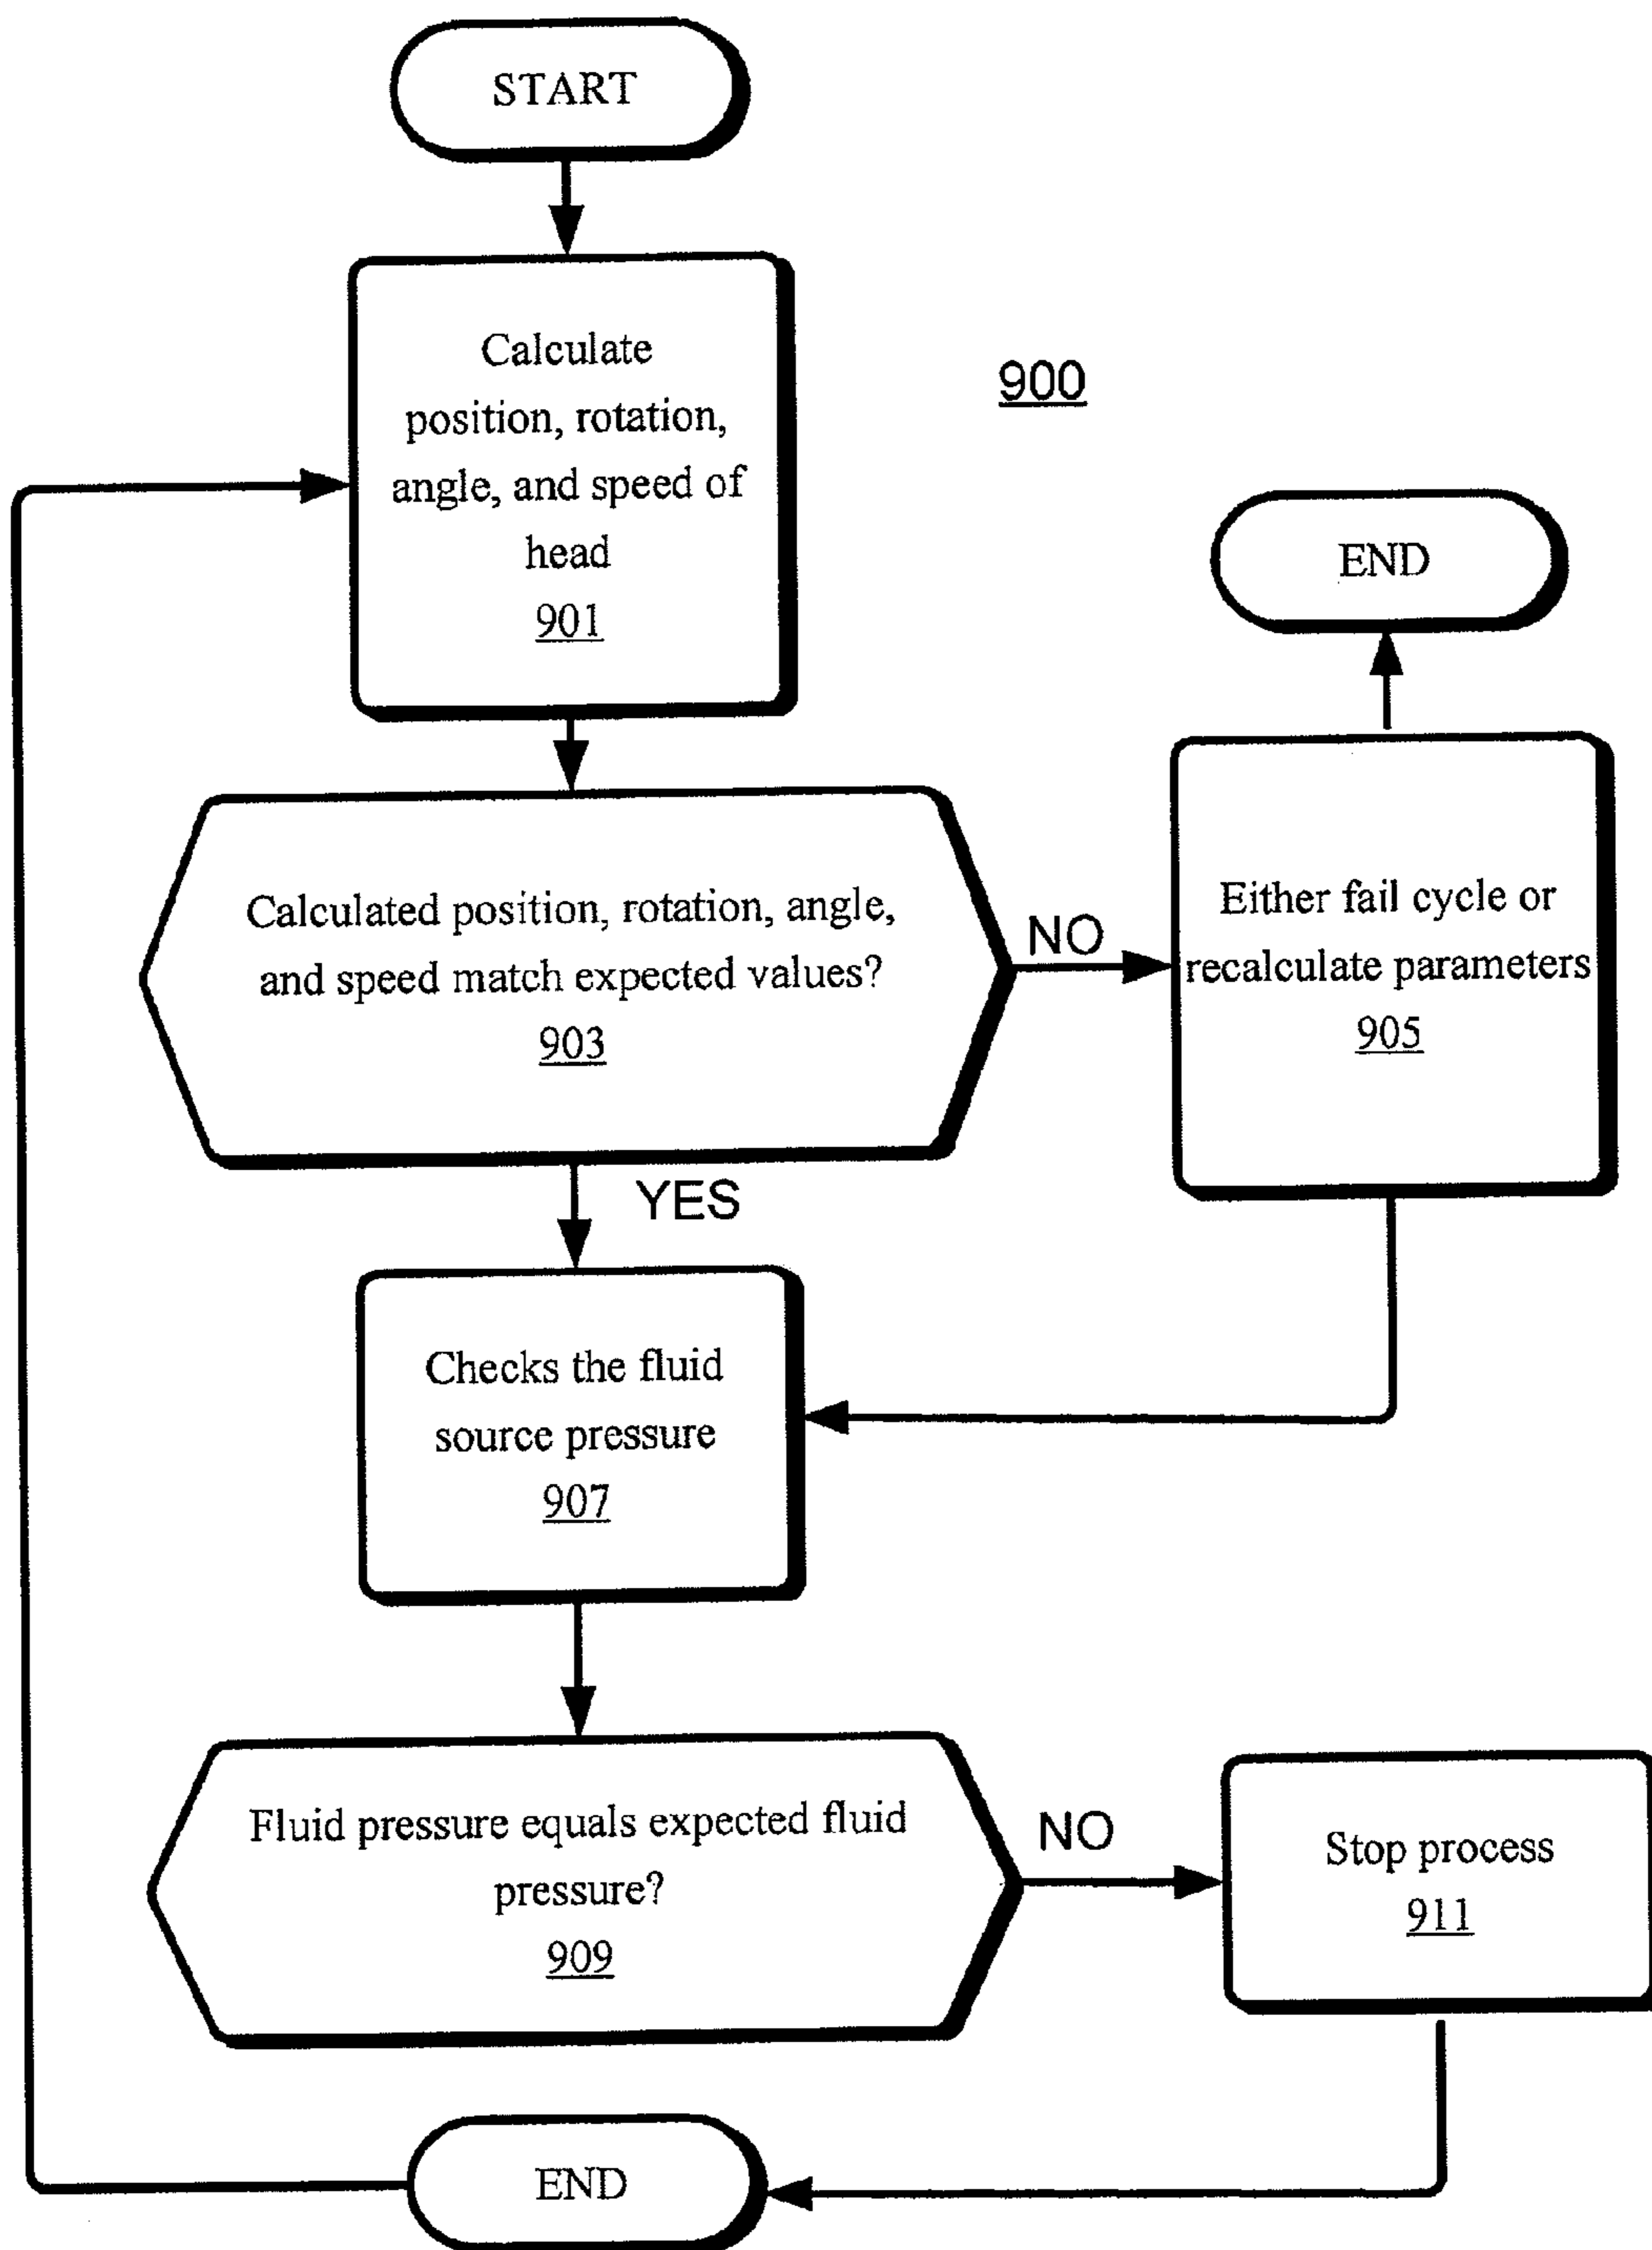 START
Calculate
position, rotation,
angle, and speed of
head
901
900
END
Calculated position, rotation, angle,
and speed match expected values?
903
NO
Either fail cycle or
recalculate parameters
905
YES
Checks the fluid
source pressure
907
Fluid pressure equals expected fluid
pressure?
909
NO
Stop process
911
END